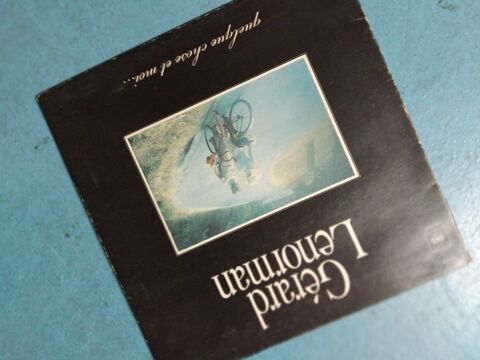 Gérard
Lenorman
quelque chose et moi...